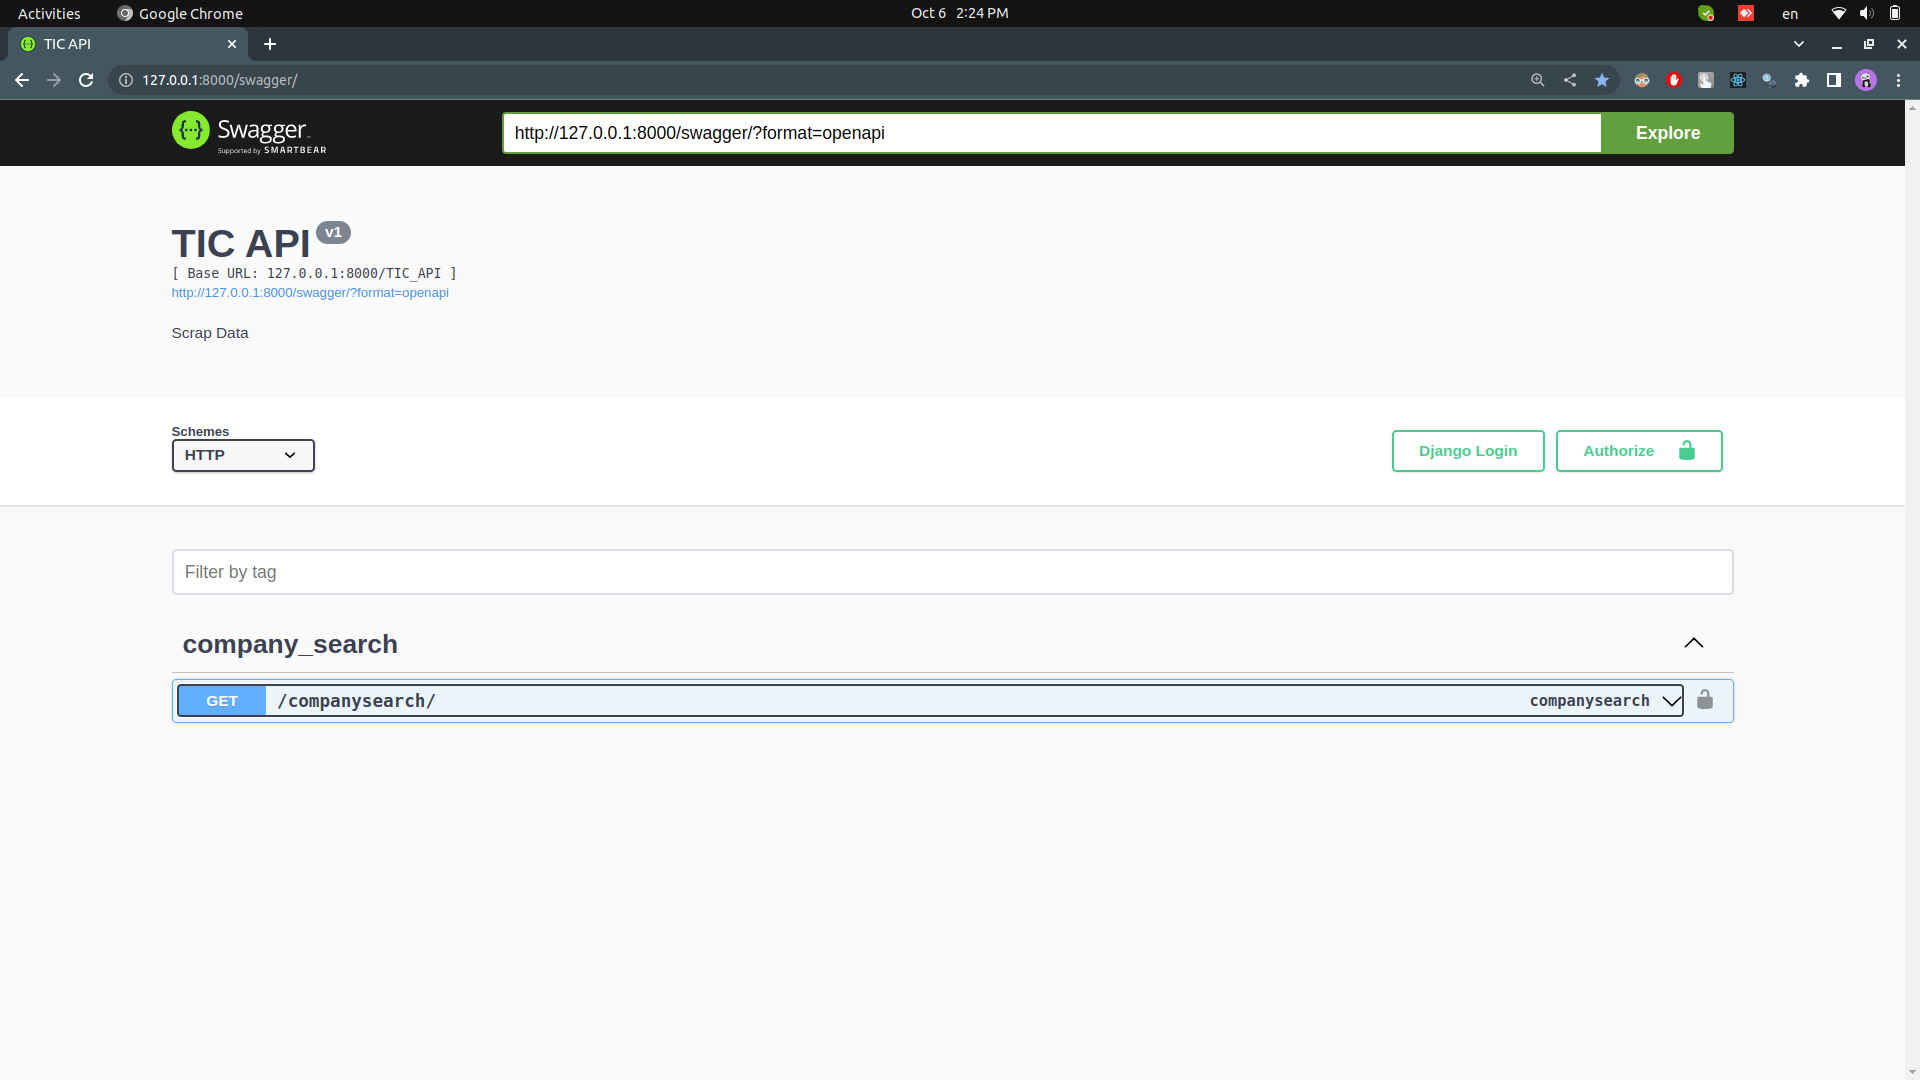 Activities
Google Chrome
Oct 6 2:24 PM
en
TIC API
127.0.0.1:8000/swagger/
Swagger
Supported by SMARTBEAR
http://127.0.0.1:8000/swagger/?format=openapi
Explore
TIC API v1
[ Base URL: 127.0.0.1:8000/TIC_API ]
http://127.0.0.1:8000/swagger/?format=openapi
Scrap Data
Schemes
HTTP
Django Login
Authorize
Filter by tag
company_search
GET /companysearch/ companysearch